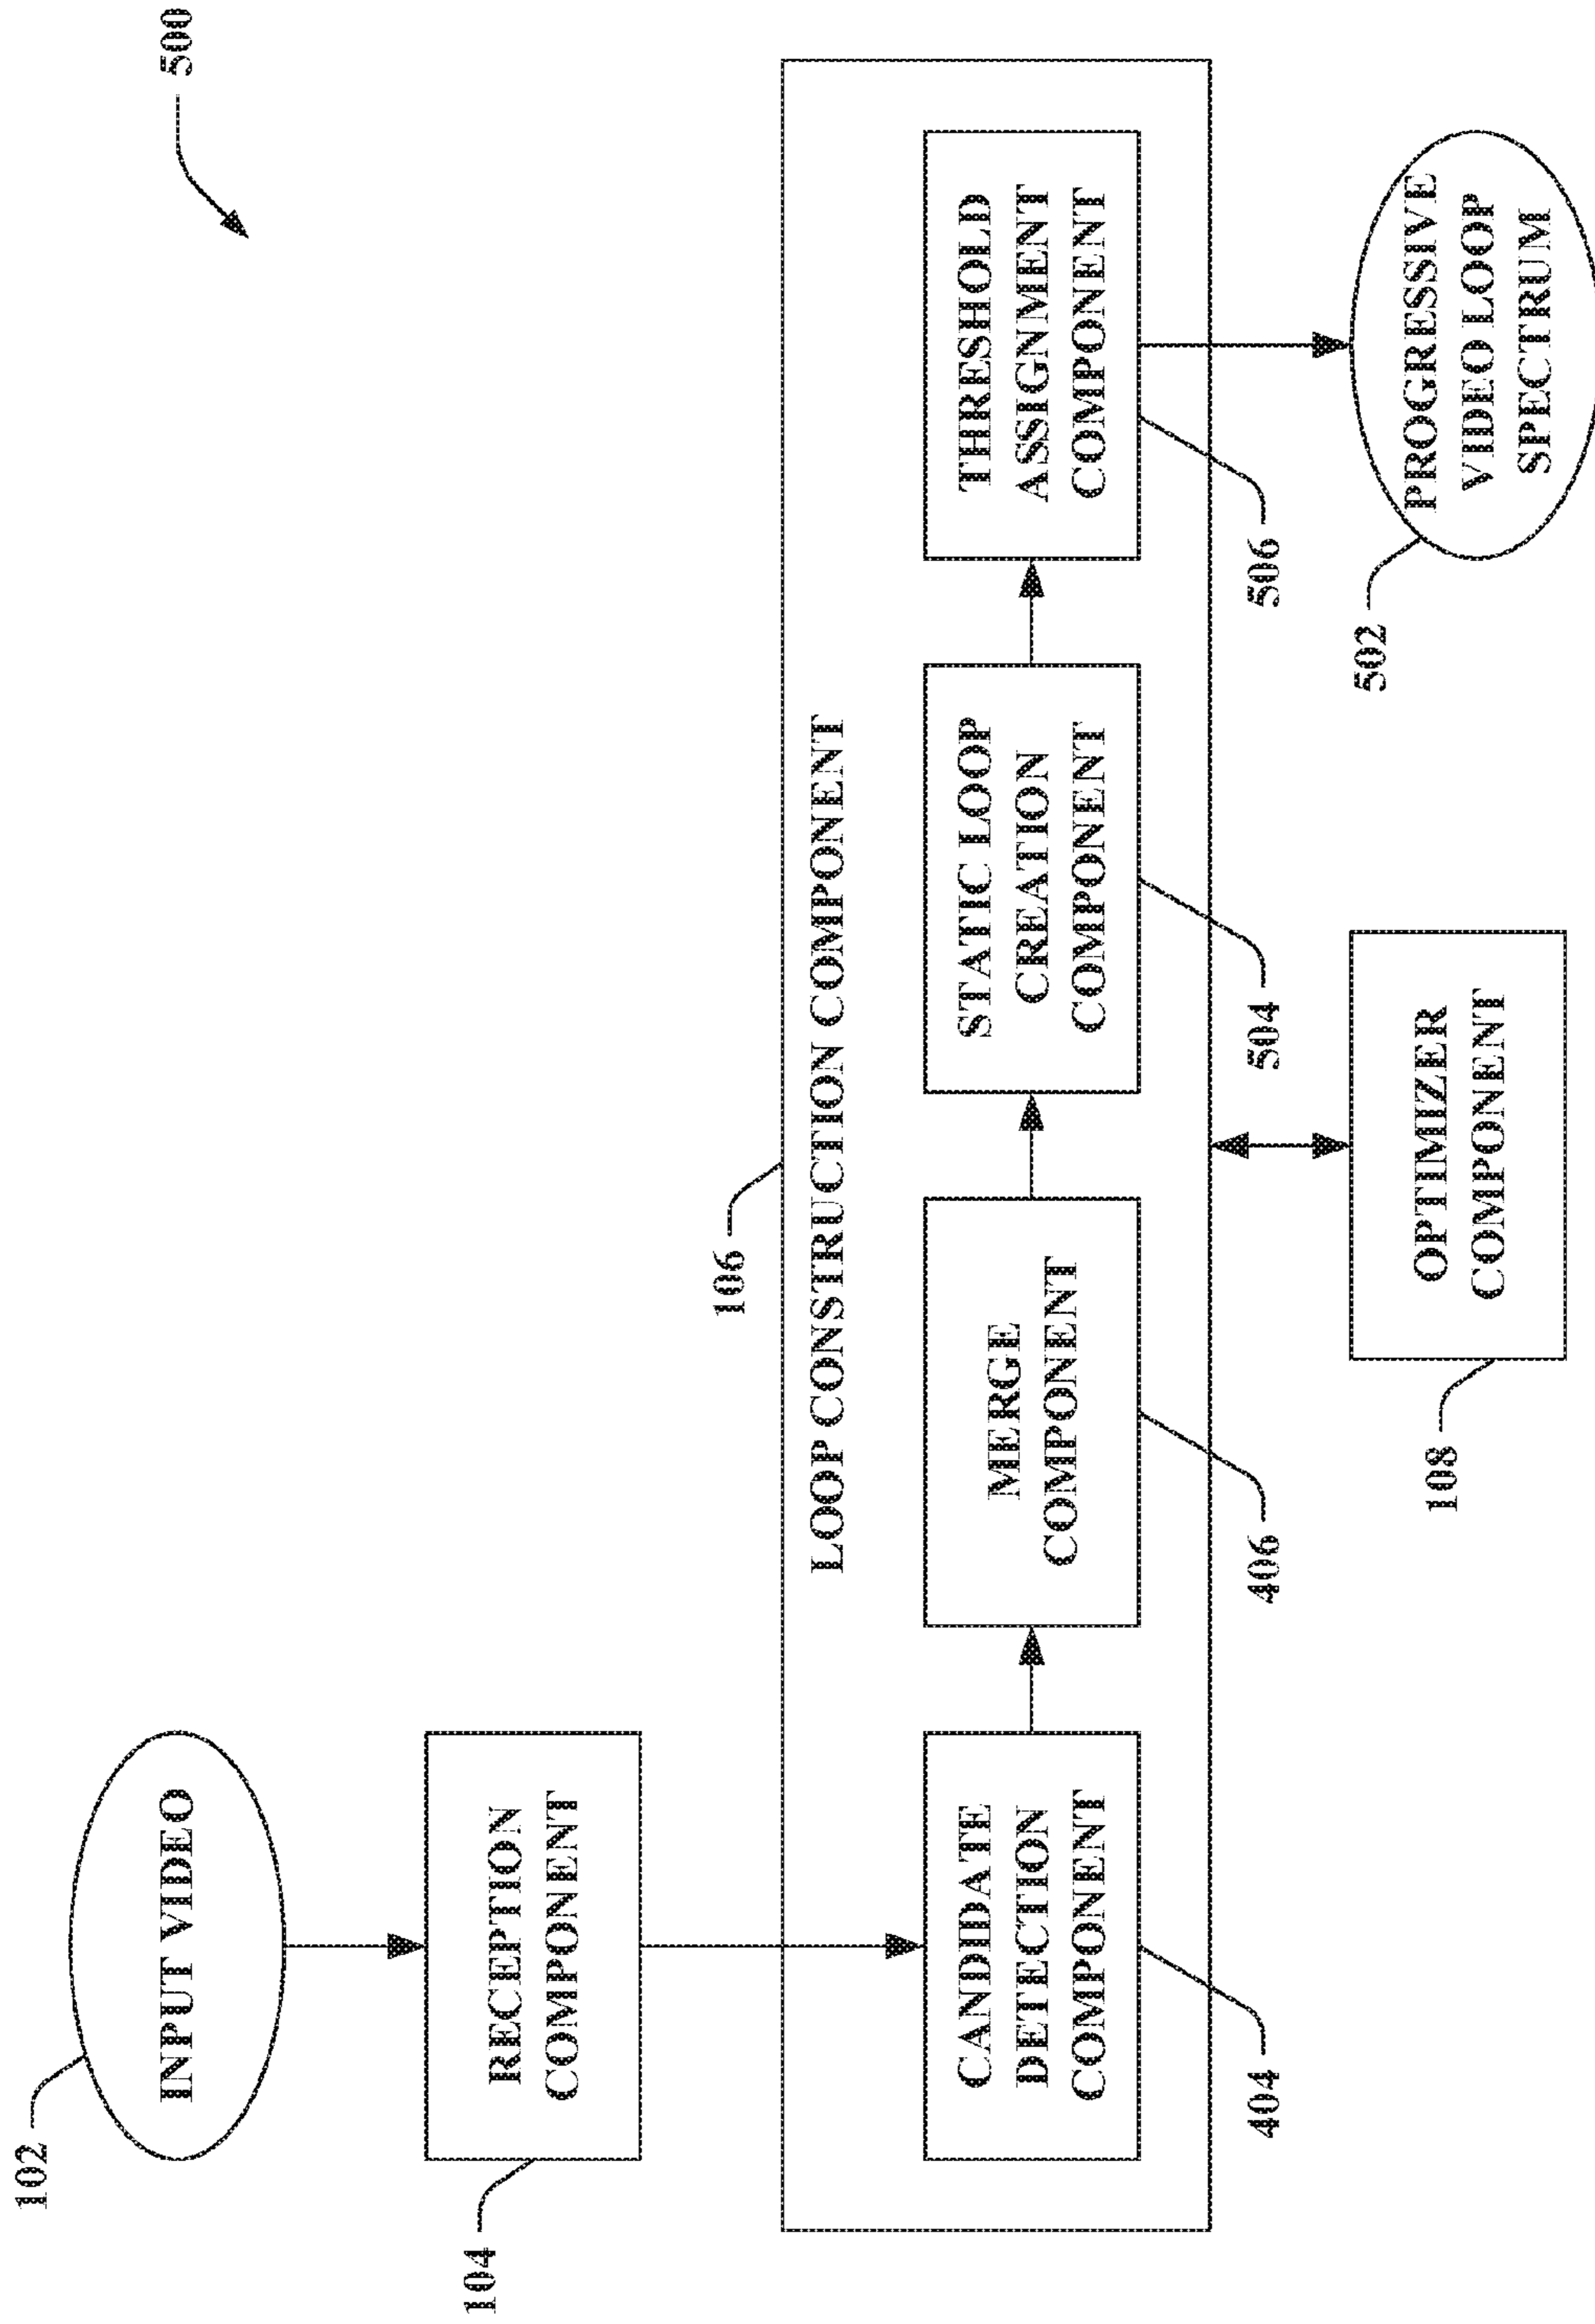 500
102
INPUT VIDEO
104
RECEPTION
COMPONENT
106
LOOP CONSTRUCTION COMPONENT
CANDIDATE
DETECTION
COMPONENT
404
MERGE
COMPONENT
406
STATIC LOOP
CREATION
COMPONENT
504
THRESHOLD
ASSIGNMENT
COMPONENT
506
108
OPTIMIZER
COMPONENT
502
PROGRESSIVE
VIDEO LOOP
SPECTRUM